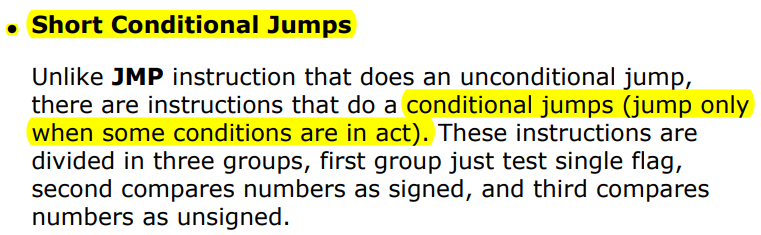 • Short Conditional Jumps
Unlike JMP instruction that does an unconditional jump,
there are instructions that do a conditional jumps (jump only
when some conditions are in act). These instructions are
divided in three groups, first group just test single flag,
second compares numbers as signed, and third compares
numbers as unsigned.